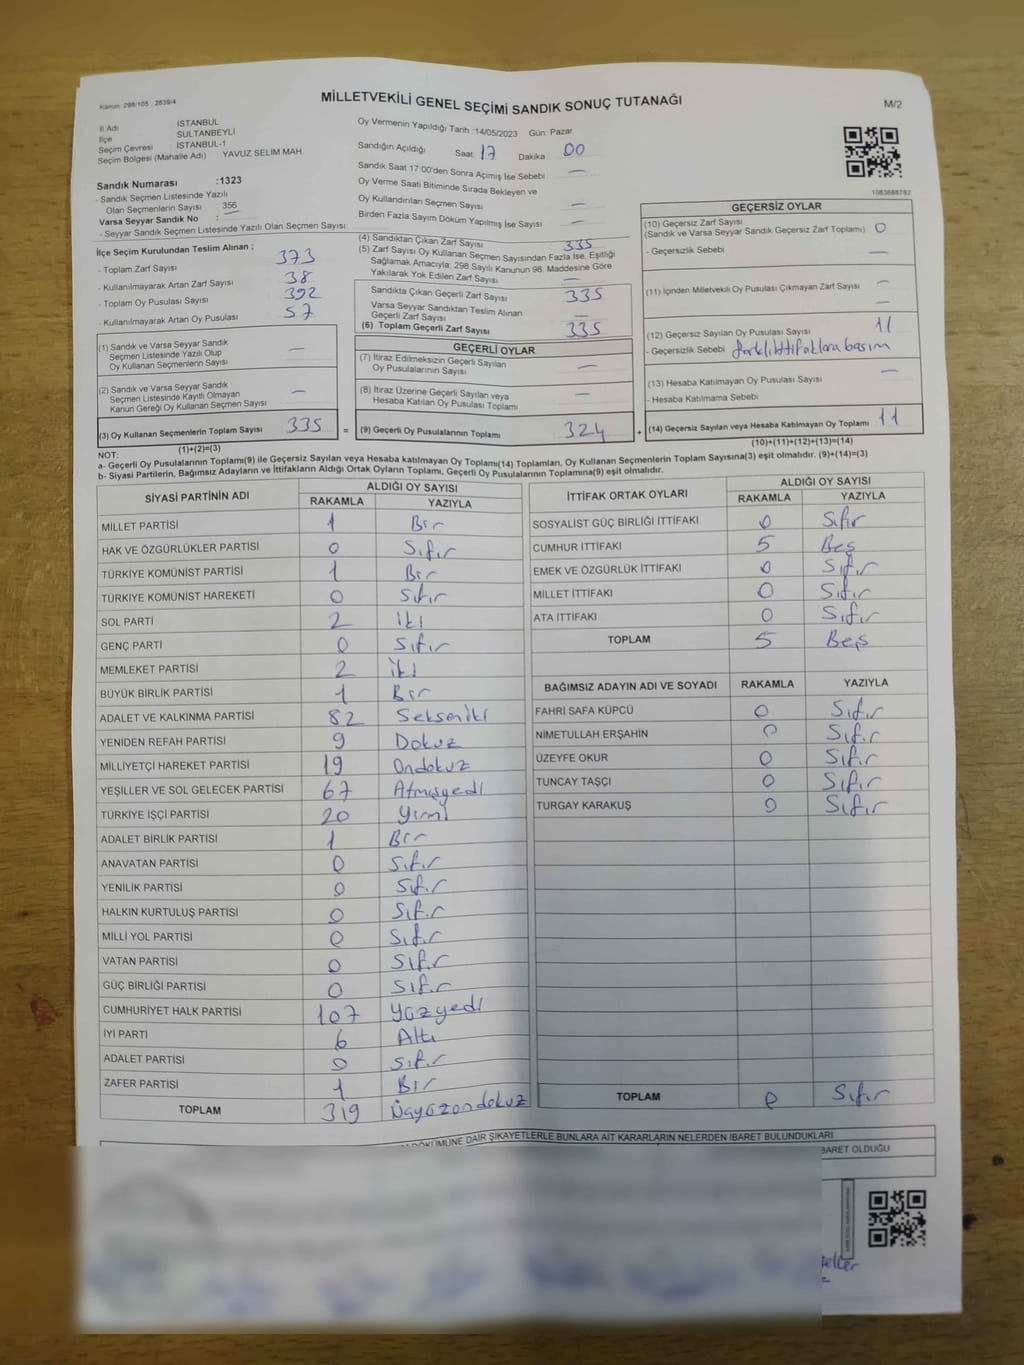 Kanun: 298/105 2839/4
MİLLETVEKİLİ GENEL SEÇİMİ SANDIK SONUÇ TUTANAĞI
M/2
İl Adı İSTANBUL
İlçe SULTANBEYLİ
Seçim Çevresi İSTANBUL-1
Seçim Bölgesi (Mahalle Adı) YAVUZ SELİM MAH.
Sandık Numarası :1323
- Sandık Seçmen Listesinde Yazılı
Olan Seçmenlerin Sayısı 356
Varsa Seyyar Sandık No :
- Seyyar Sandık Seçmen Listesinde Yazılı Olan Seçmen Sayısı:
İlçe Seçim Kurulundan Teslim Alınan ;
- Toplam Zarf Sayısı 373
- Kullanılmayarak Artan Zarf Sayısı 38
- Toplam Oy Pusulası Sayısı 392
- Kullanılmayarak Artan Oy Pusulası 57
(1) Sandık ve Varsa Seyyar Sandık
Seçmen Listesinde Yazılı Olup
Oy Kullanan Seçmenlerin Sayısı —
(2) Sandık ve Varsa Seyyar Sandık
Seçmen Listesinde Kayıtlı Olmayan
Kanun Gereği Oy Kullanan Seçmen Sayısı —
(3) Oy Kullanan Seçmenlerin Toplam Sayısı 335 =
(1)+(2)=(3)
Oy Vermenin Yapıldığı Tarih :14/05/2023 Gün: Pazar
Sandığın Açıldığı Saat 17 Dakika 00
Sandık Saat 17:00'den Sonra Açılmış İse Sebebi —
Oy Verme Saati Bitiminde Sırada Bekleyen ve
Oy Kullandırılan Seçmen Sayısı —
Birden Fazla Sayım Döküm Yapılmış İse Sayısı —
(4) Sandıktan Çıkan Zarf Sayısı 335
(5) Zarf Sayısı Oy Kullanan Seçmen Sayısından Fazla İse, Eşitliği
Sağlamak Amacıyla; 298 Sayılı Kanunun 98. Maddesine Göre
Yakılarak Yok Edilen Zarf Sayısı —
Sandıkta Çıkan Geçerli Zarf Sayısı 335
Varsa Seyyar Sandıktan Teslim Alınan
Geçerli Zarf Sayısı —
(6) Toplam Geçerli Zarf Sayısı 335
GEÇERLİ OYLAR
(7) İtiraz Edilmeksizin Geçerli Sayılan
Oy Pusulalarının Sayısı —
(8) İtiraz Üzerine Geçerli Sayılan veya
Hesaba Katılan Oy Pusulası Toplamı —
(9) Geçerli Oy Pusulalarının Toplamı 324 +
1083688782
GEÇERSİZ OYLAR
(10) Geçersiz Zarf Sayısı
(Sandık ve Varsa Seyyar Sandık Geçersiz Zarf Toplamı) 0
- Geçersizlik Sebebi —
(11) İçinden Milletvekili Oy Pusulası Çıkmayan Zarf Sayısı —
—
(12) Geçersiz Sayılan Oy Pusulası Sayısı 11
- Geçersizlik Sebebi farklı ittifaklara basım
(13) Hesaba Katılmayan Oy Pusulası Sayısı —
- Hesaba Katılmama Sebebi
(14) Geçersiz Sayılan veya Hesaba Katılmayan Oy Toplamı 11
(10)+(11)+(12)+(13)=(14)
NOT:
a- Geçerli Oy Pusulalarının Toplamı(9) ile Geçersiz Sayılan veya Hesaba katılmayan Oy Toplamı(14) Toplamları, Oy Kullanan Seçmenlerin Toplam Sayısına(3) eşit olmalıdır. (9)+(14)=(3)
b- Siyasi Partilerin, Bağımsız Adayların ve İttifakların Aldığı Ortak Oyların Toplamı, Geçerli Oy Pusulalarının Toplamına(9) eşit olmalıdır.
SİYASİ PARTİNİN ADI ALDIĞI OY SAYISI
RAKAMLA YAZIYLA
MİLLET PARTİSİ 1 Bir
HAK VE ÖZGÜRLÜKLER PARTİSİ 0 Sıfır
TÜRKİYE KOMÜNİST PARTİSİ 1 Bir
TÜRKİYE KOMÜNİST HAREKETİ 0 Sıfır
SOL PARTİ 2 iki
GENÇ PARTİ 0 Sıfır
MEMLEKET PARTİSİ 2 iki
BÜYÜK BİRLİK PARTİSİ 1 Bir
ADALET VE KALKINMA PARTİSİ 82 Sekseniki
YENİDEN REFAH PARTİSİ 9 Dokuz
MİLLİYETÇİ HAREKET PARTİSİ 19 Ondokuz
YEŞİLLER VE SOL GELECEK PARTİSİ 67 Atmışyedi
TÜRKİYE İŞÇİ PARTİSİ 20 Yirmi
ADALET BİRLİK PARTİSİ 1 Bir
ANAVATAN PARTİSİ 0 Sıfır
YENİLİK PARTİSİ 0 Sıfır
HALKIN KURTULUŞ PARTİSİ 0 Sıfır
MİLLİ YOL PARTİSİ 0 Sıfır
VATAN PARTİSİ 0 Sıfır
GÜÇ BİRLİĞİ PARTİSİ 0 Sıfır
CUMHURİYET HALK PARTİSİ 107 Yüzyedi
İYİ PARTİ 6 Altı
ADALET PARTİSİ 0 Sıfır
ZAFER PARTİSİ 1 Bir
TOPLAM 319 Üçyüzondokuz
İTTİFAK ORTAK OYLARI ALDIĞI OY SAYISI
RAKAMLA YAZIYLA
SOSYALİST GÜÇ BİRLİĞİ İTTİFAKI 0 Sıfır
CUMHUR İTTİFAKI 5 Beş
EMEK VE ÖZGÜRLÜK İTTİFAKI 0 Sıfır
MİLLET İTTİFAKI 0 Sıfır
ATA İTTİFAKI 0 Sıfır
TOPLAM 5 Beş
BAĞIMSIZ ADAYIN ADI VE SOYADI RAKAMLA YAZIYLA
FAHRİ SAFA KÜPCÜ 0 Sıfır
NİMETULLAH ERŞAHİN 0 Sıfır
ÜZEYFE OKUR 0 Sıfır
TUNCAY TAŞÇI 0 Sıfır
TURGAY KARAKUŞ 0 Sıfır
TOPLAM 0 Sıfır
DÖKÜMÜNE DAİR ŞİKAYETLERLE BUNLARA AİT KARARLARIN NELERDEN İBARET BULUNDUKLARI
BARET OLDUĞU